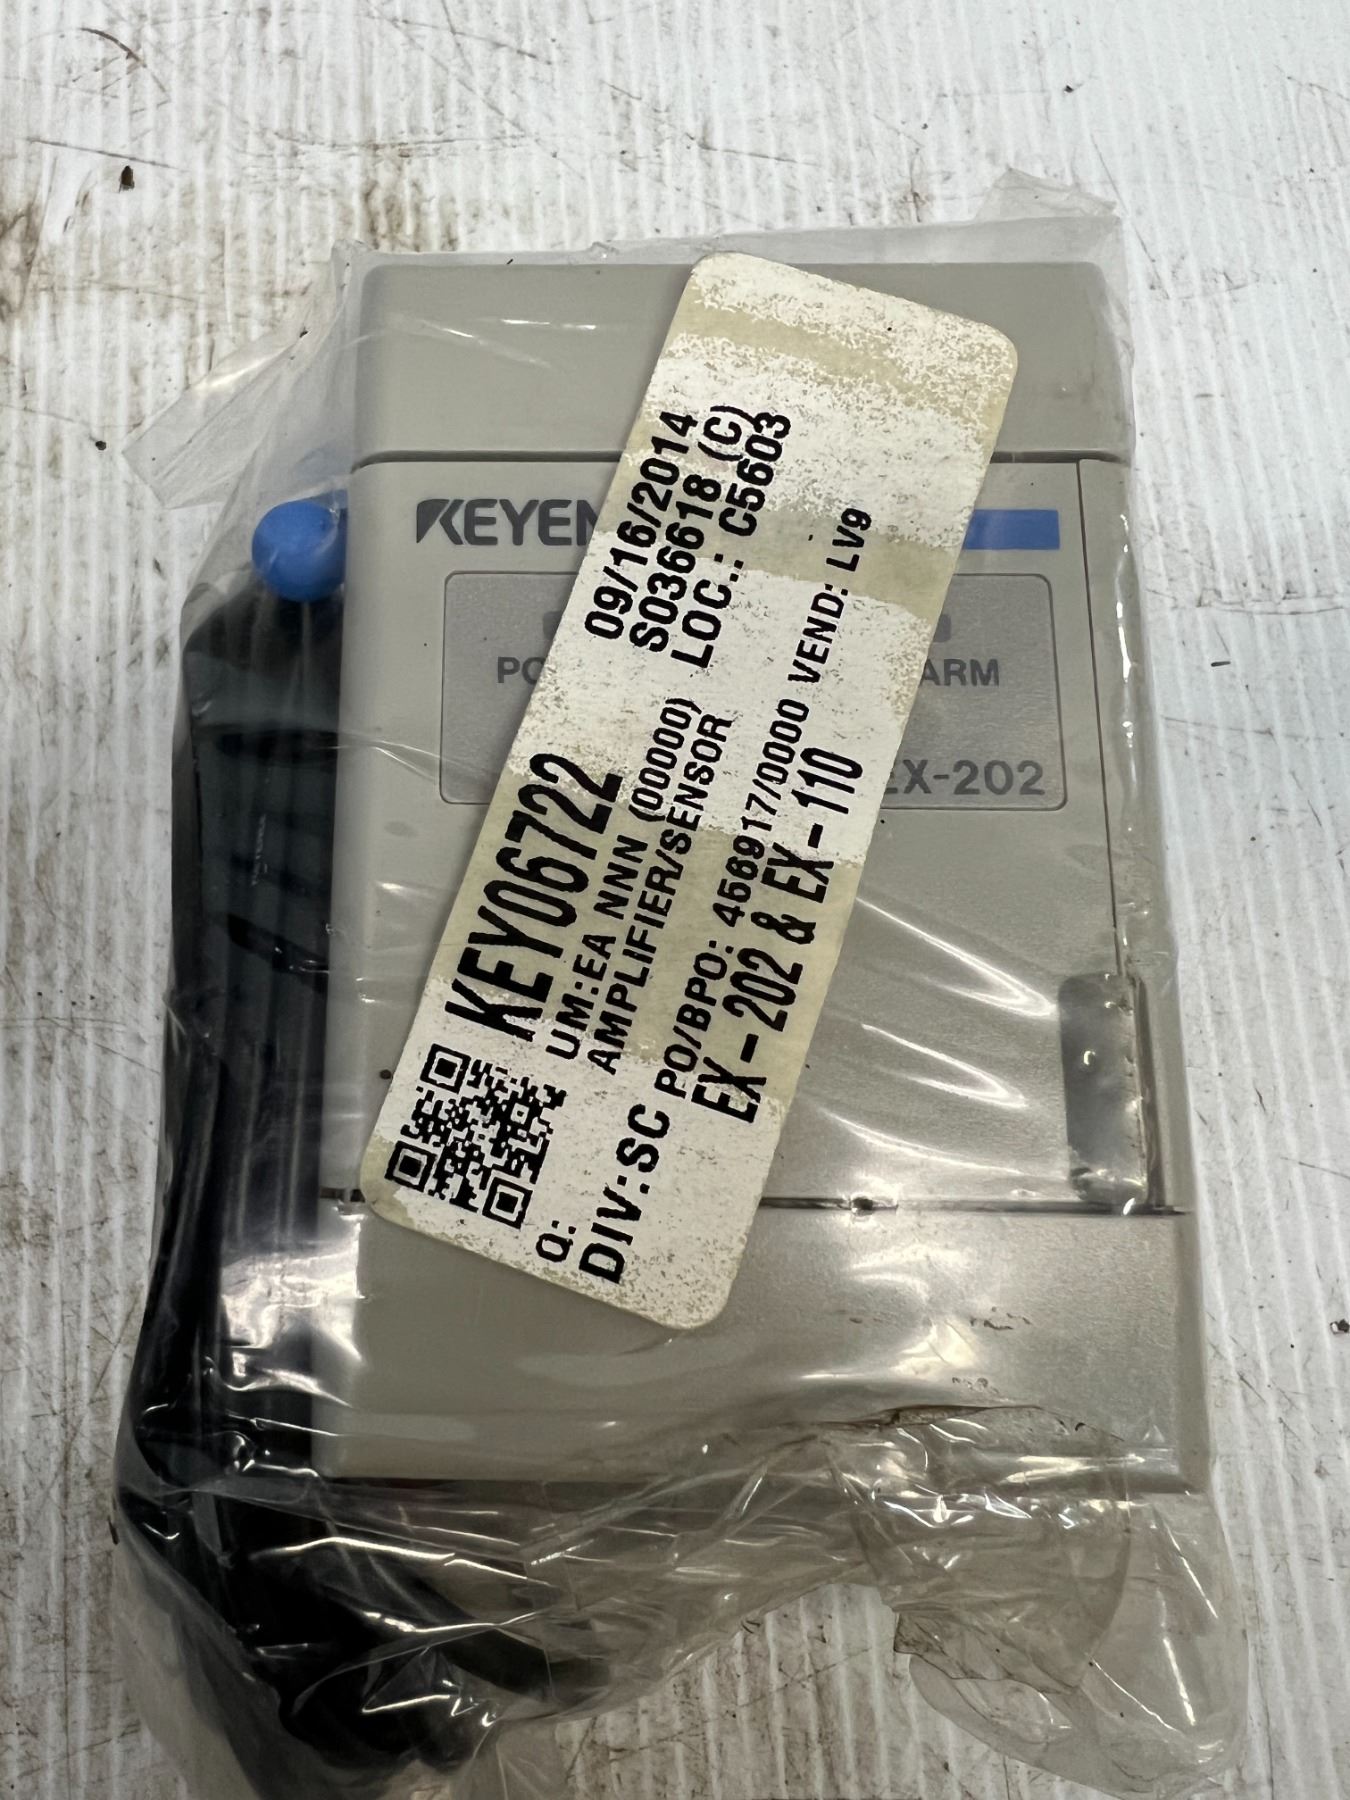 KEYEN
PO
ARM
EX-202
09/16/2014
S036618 (C)
LOC.: C5603
KEY06722
UM:EA NNN (00000)
AMPLIFIER/SENSOR
Q:
DIV:SC PO/BPO: 456917/0000 VEND: LV9
EX-202 & EX-110